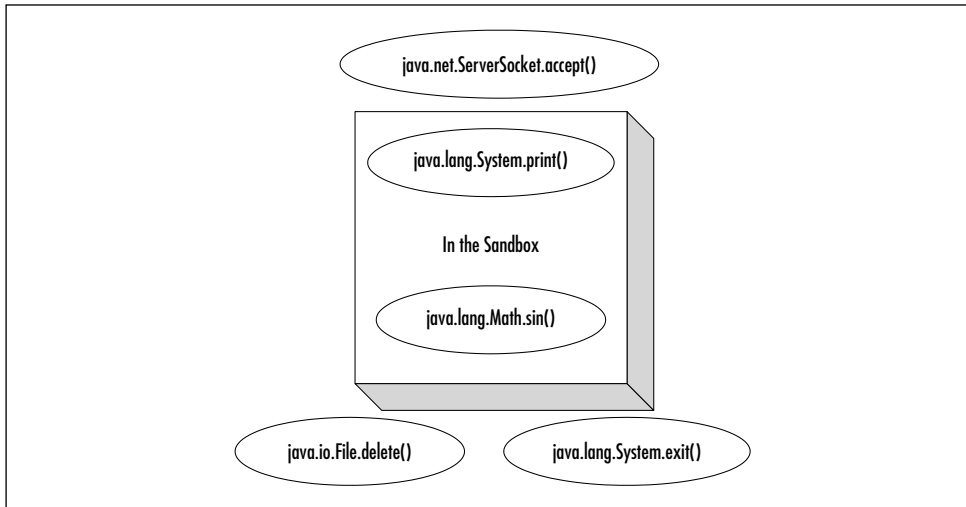 java.net.ServerSocket.accept()
java.lang.System.print()
In the Sandbox
java.lang.Math.sin()
java.io.File.delete()
java.lang.System.exit()